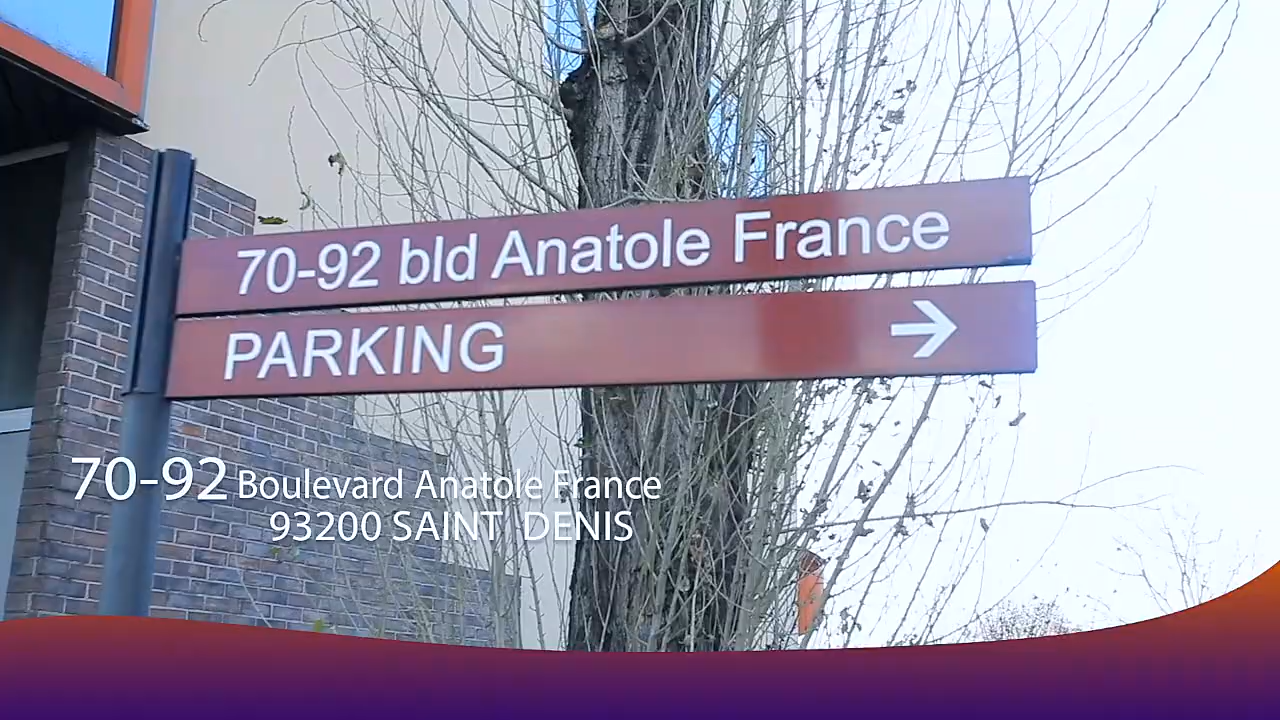 70-92 bld Anatole France
PARKING →
70-92 Boulevard Anatole France
93200 SAINT DENIS